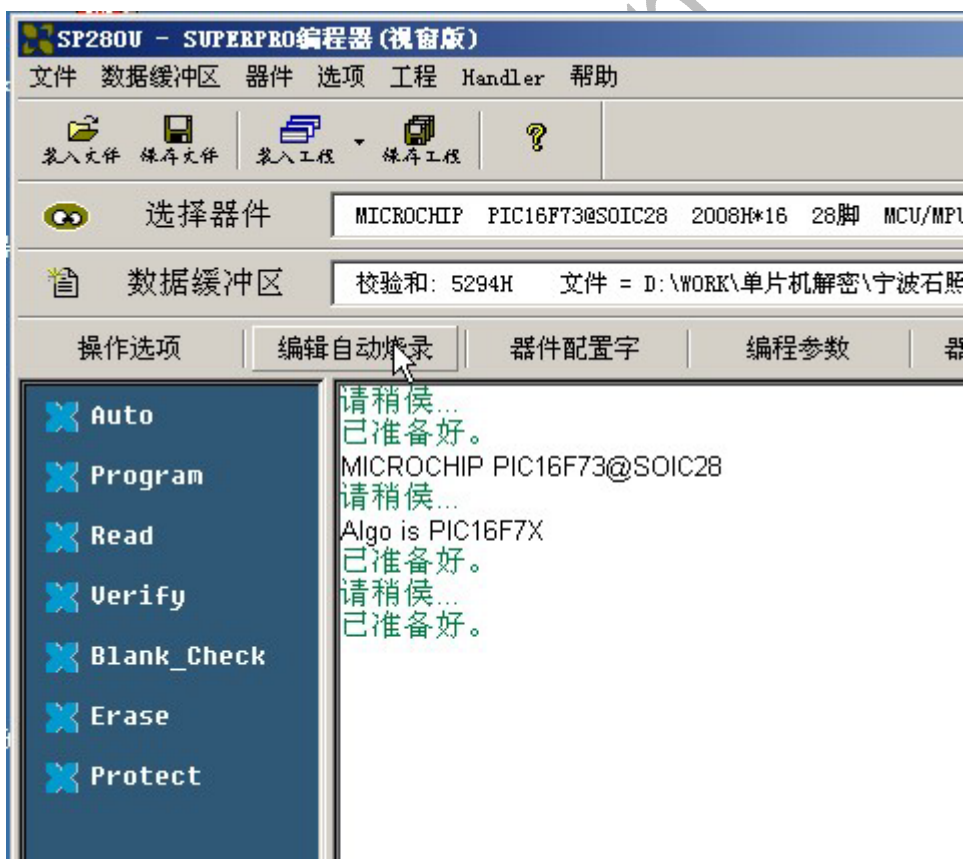 SP280U - SUPERPRO编程器(视窗版)
文件 数据缓冲区 器件 选项 工程 Handler 帮助
装入文件 保存文件 装入工程 保存工程
选择器件 MICROCHIP PIC16F73@SOIC28 2008H*16 28脚 MCU/MPU
数据缓冲区 校验和: 5294H 文件 = D:\WORK\单片机解密\宁波石照
操作选项 编辑自动烧录 器件配置字 编程参数 器
Auto
Program
Read
Verify
Blank_Check
Erase
Protect
请稍侯...
已准备好。
MICROCHIP PIC16F73@SOIC28
请稍侯...
Algo is PIC16F7X
已准备好。
请稍侯...
已准备好。